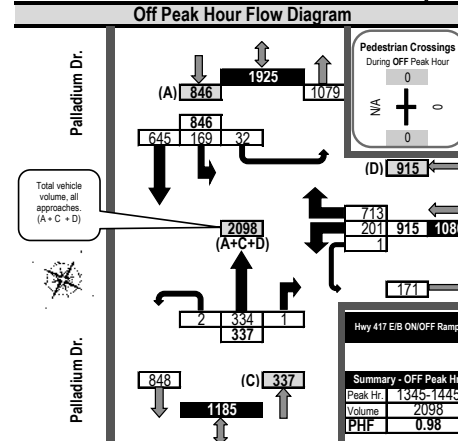 Off Peak Hour Flow Diagram
Palladium Dr.
1925
(A) 846 1079
846
645 169 32
Pedestrian Crossings
During OFF Peak Hour
0
N/A 0
0
(D) 915
Total vehicle
volume, all
approaches.
(A + C + D)
2098
(A+C+D)
713
201 915
1
171
2 334 1
337
Hwy 417 E/B ON/OFF
Palladium Dr.
848 (C) 337
1185
Summary - OFF Peak
Peak Hr. 1345-1445
Volume 2098
PHF 0.98